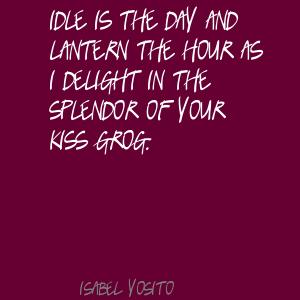 IDLE IS THE DAY AND
LANTERN THE HOUR AS
I DELIGHT IN THE
SPLENDOR OF YOUR
KISS GROG.
ISABEL YOSITO